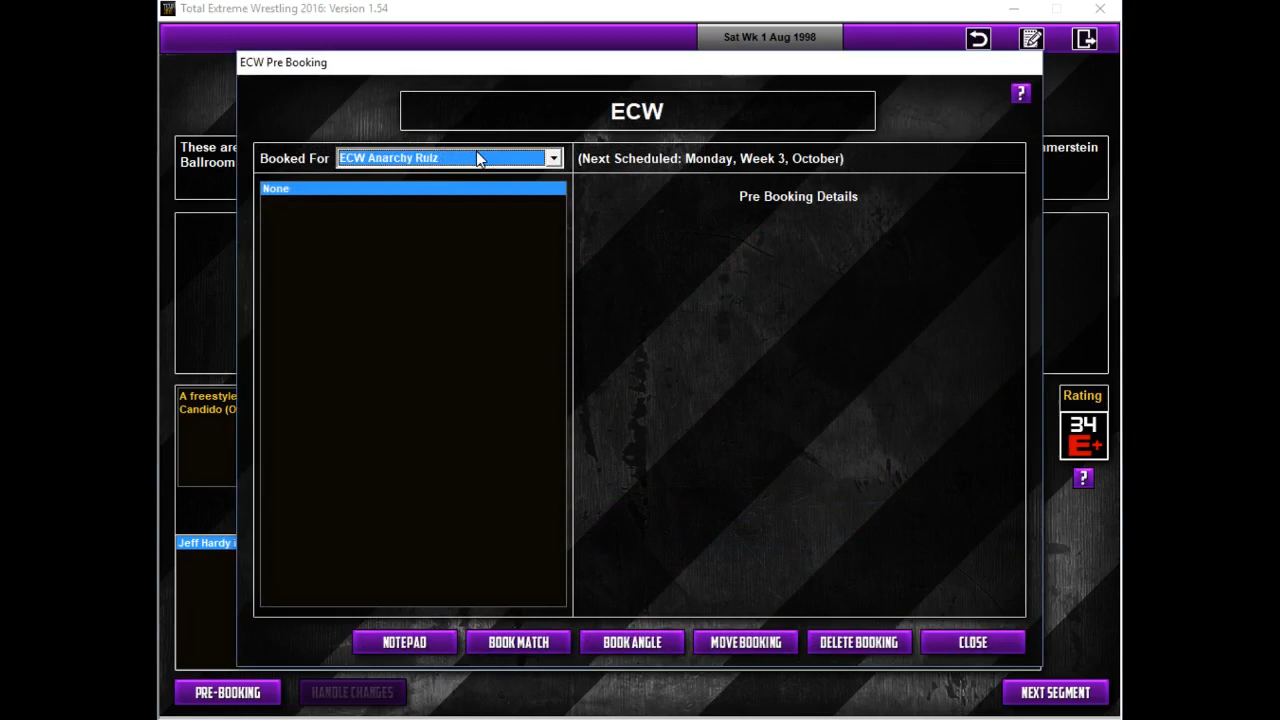 Total Extreme Wrestling 2016: Version 1.54
Sat Wk 1 Aug 1998
ECW Pre Booking
?
ECW
These are
Ballroom
mmerstein
Booked For ECW Anarchy Rulz (Next Scheduled: Monday, Week 3, October)
None
Pre Booking Details
A freestyle
Candido (O
Rating
34
E+
?
Jeff Hardy i
NOTEPAD BOOK MATCH BOOK ANGLE MOVE BOOKING DELETE BOOKING CLOSE
PRE-BOOKING HANDLE CHANGES NEXT SEGMENT